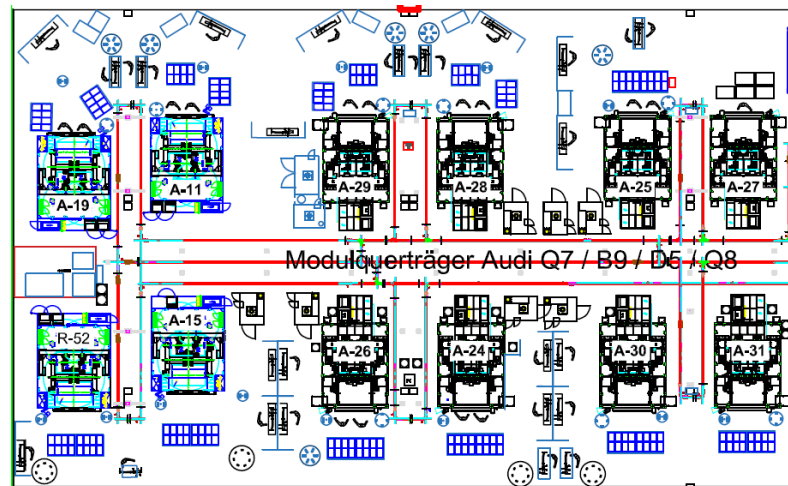 A-19
A-11
A-29
A-28
A-25
A-27
Modulquerträger Audi Q7 / B9 / D5 / Q8
R-52
A-15
A-26
A-24
A-30
A-31